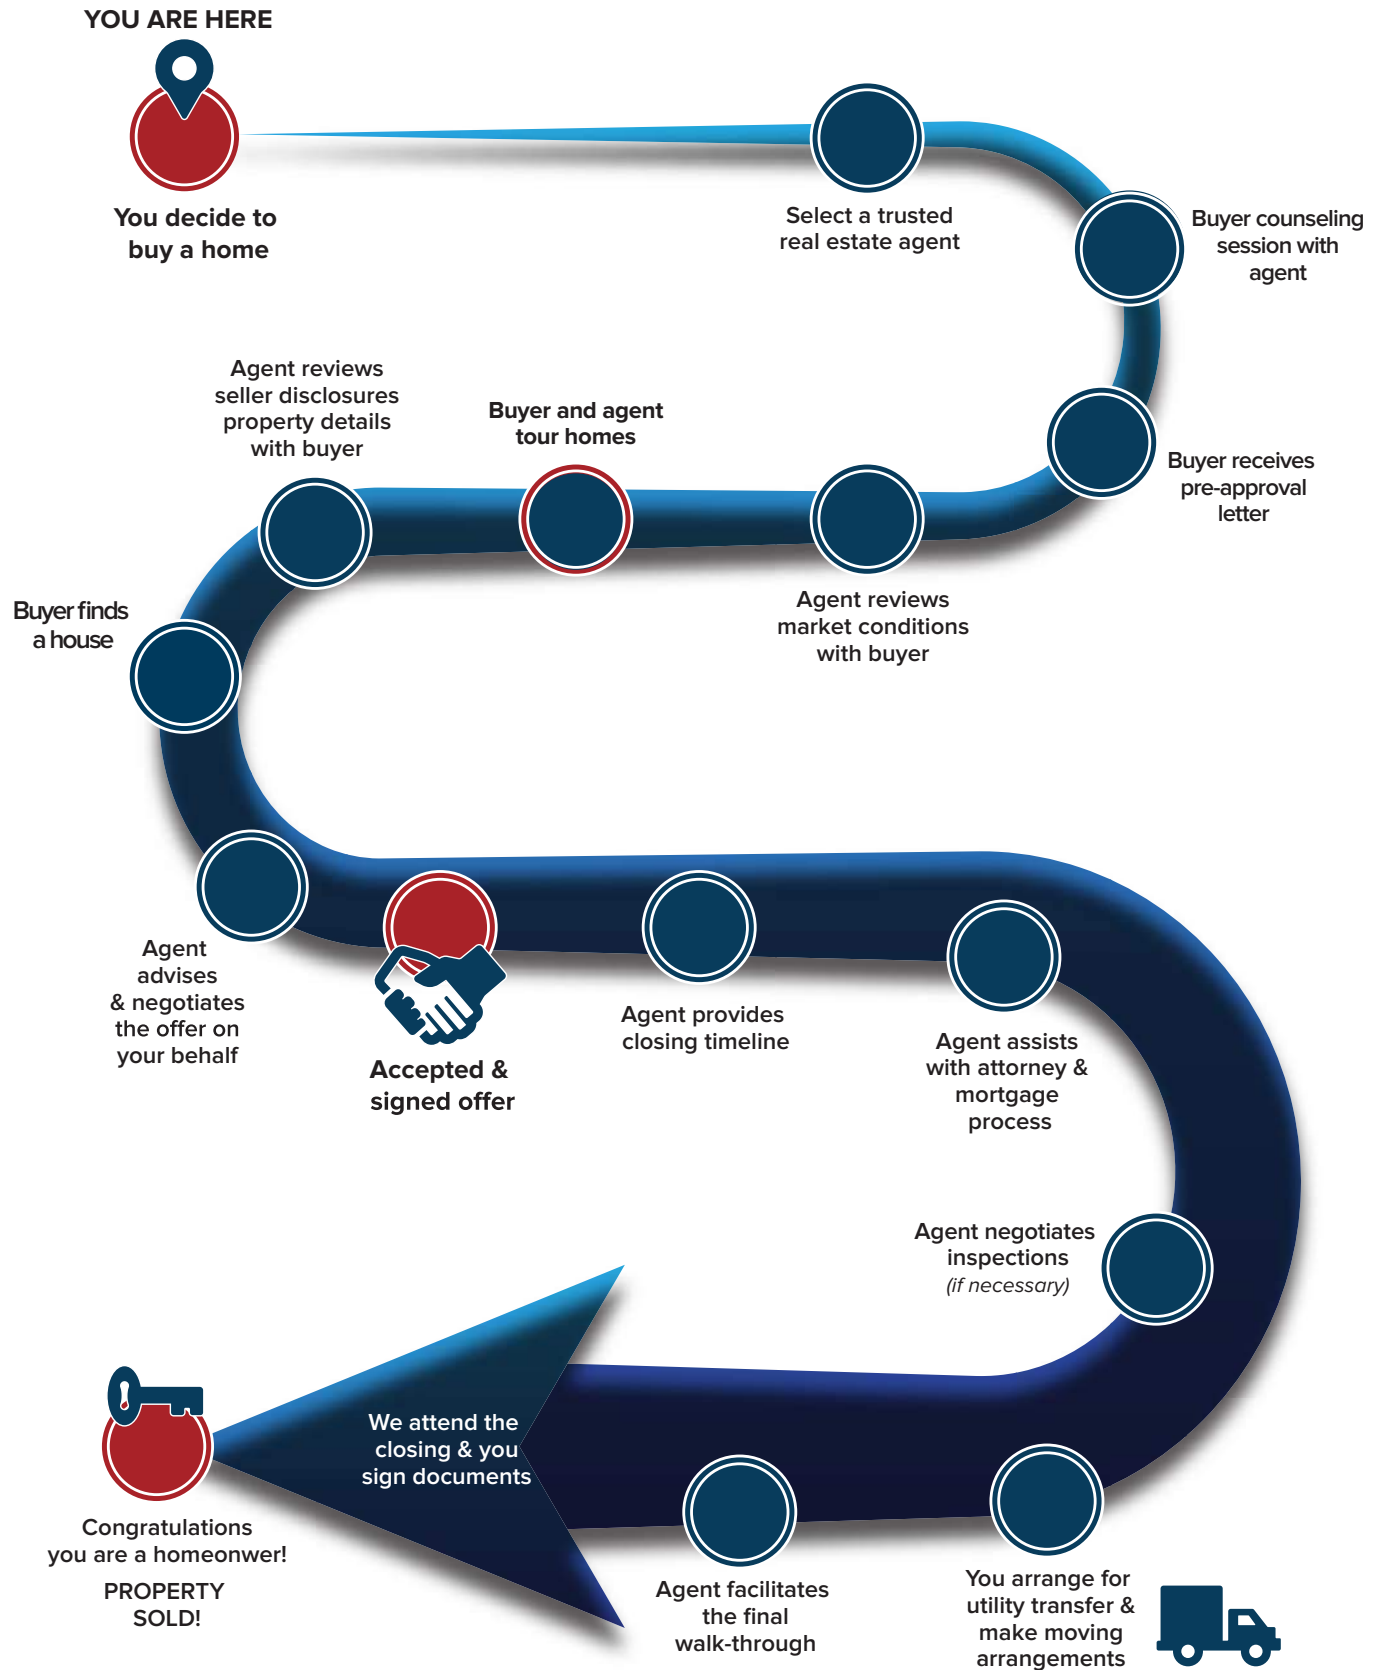 YOU ARE HERE
You decide to
buy a home
Select a trusted
real estate agent
Buyer counseling
session with
agent
Buyer receives
pre-approval
letter
Agent reviews
market conditions
with buyer
Buyer and agent
tour homes
Agent reviews
seller disclosures
property details
with buyer
Buyer finds
a house
Agent
advises
& negotiates
the offer on
your behalf
Accepted &
signed offer
Agent provides
closing timeline
Agent assists
with attorney &
mortgage
process
Agent negotiates
inspections
(if necessary)
You arrange for
utility transfer &
make moving
arrangements
Agent facilitates
the final
walk-through
We attend the
closing & you
sign documents
Congratulations
you are a homeonwer!
PROPERTY
SOLD!